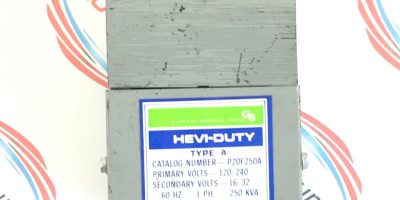 GS
A UNIT OF GENERAL SIGNAL
HEVI-DUTY
TYPE A
CATALOG NUMBER—P20F250A
PRIMARY VOLTS—120-240
SECONDARY VOLTS—16-32
60 HZ 1 PH .250 KVA